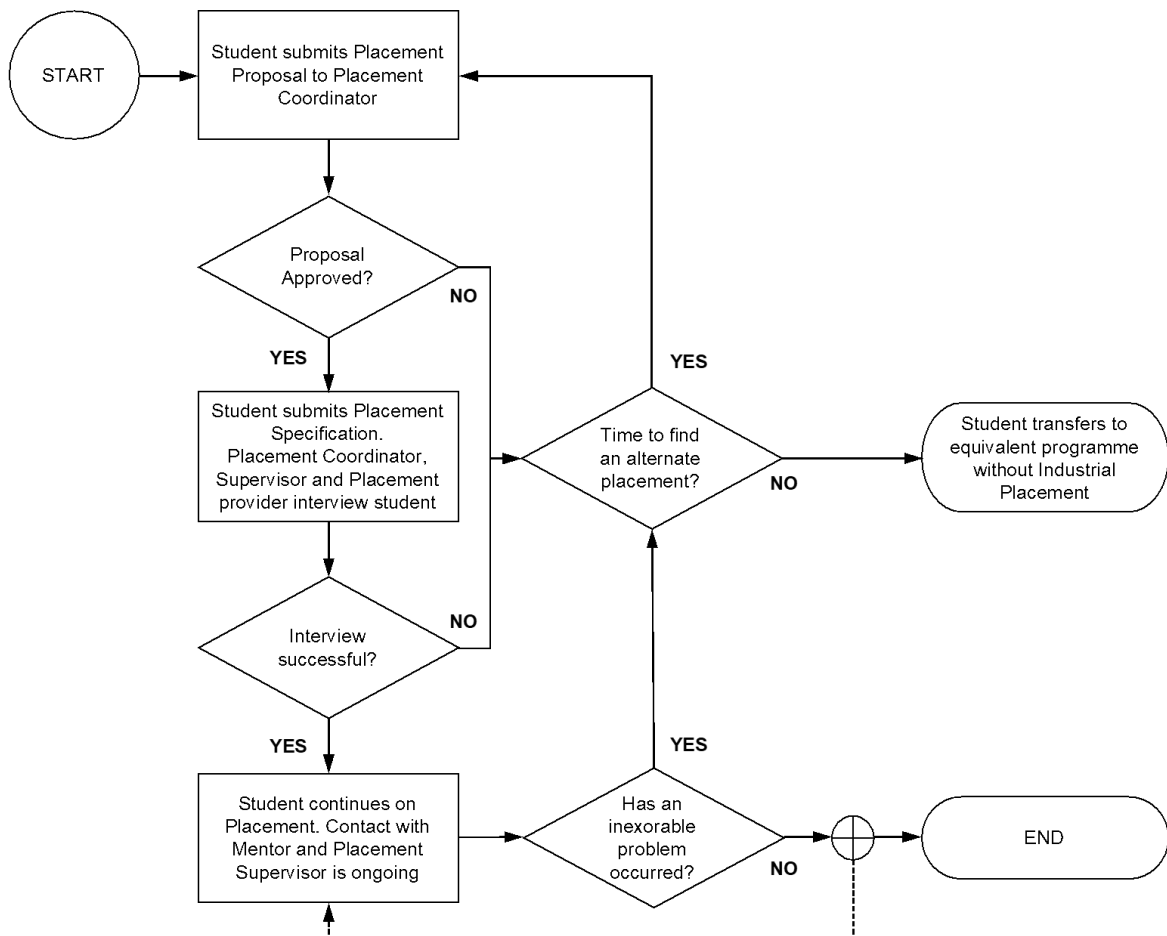 START
Student submits Placement
Proposal to Placement
Coordinator
Proposal
Approved?
NO
YES
Student submits Placement
Specification.
Placement Coordinator,
Supervisor and Placement
provider interview student
Interview
successful?
NO
YES
Student continues on
Placement. Contact with
Mentor and Placement
Supervisor is ongoing
YES
Time to find
an alternate
placement?
NO
Student transfers to
equivalent programme
without Industrial
Placement
YES
Has an
inexorable
problem
occurred?
NO
END